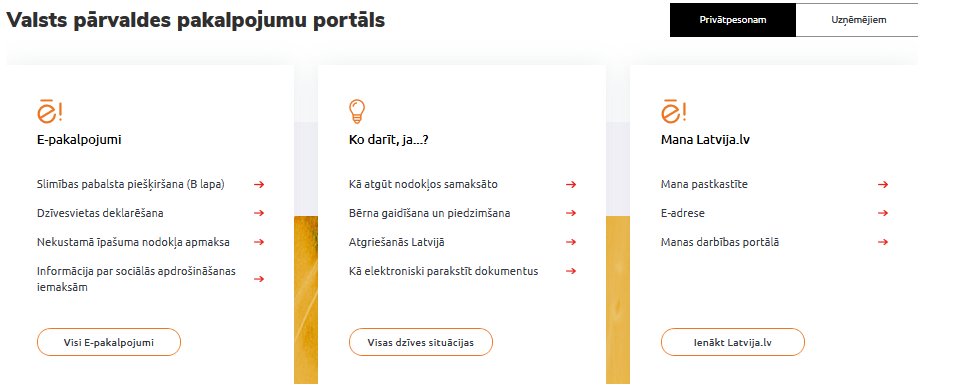 Valsts pārvaldes pakalpojumu portāls
Privātpesonam
Uzņēmējiem
ē!
E-pakalpojumi
Slimības pabalsta piešķiršana (B lapa)
Dzīvesvietas deklarēšana
Nekustamā īpašuma nodokļa apmaksa
Informācija par sociālās apdrošināšanas
iemaksām
Visi E-pakalpojumi
Ko darīt, ja...?
Kā atgūt nodokļos samaksāto
Bērna gaidīšana un piedzimšana
Atgriešanās Latvijā
Kā elektroniski parakstīt dokumentus
Visas dzīves situācijas
ē!
Mana Latvija.lv
Mana pastkastīte
E-adrese
Manas darbības portālā
Ienākt Latvija.lv